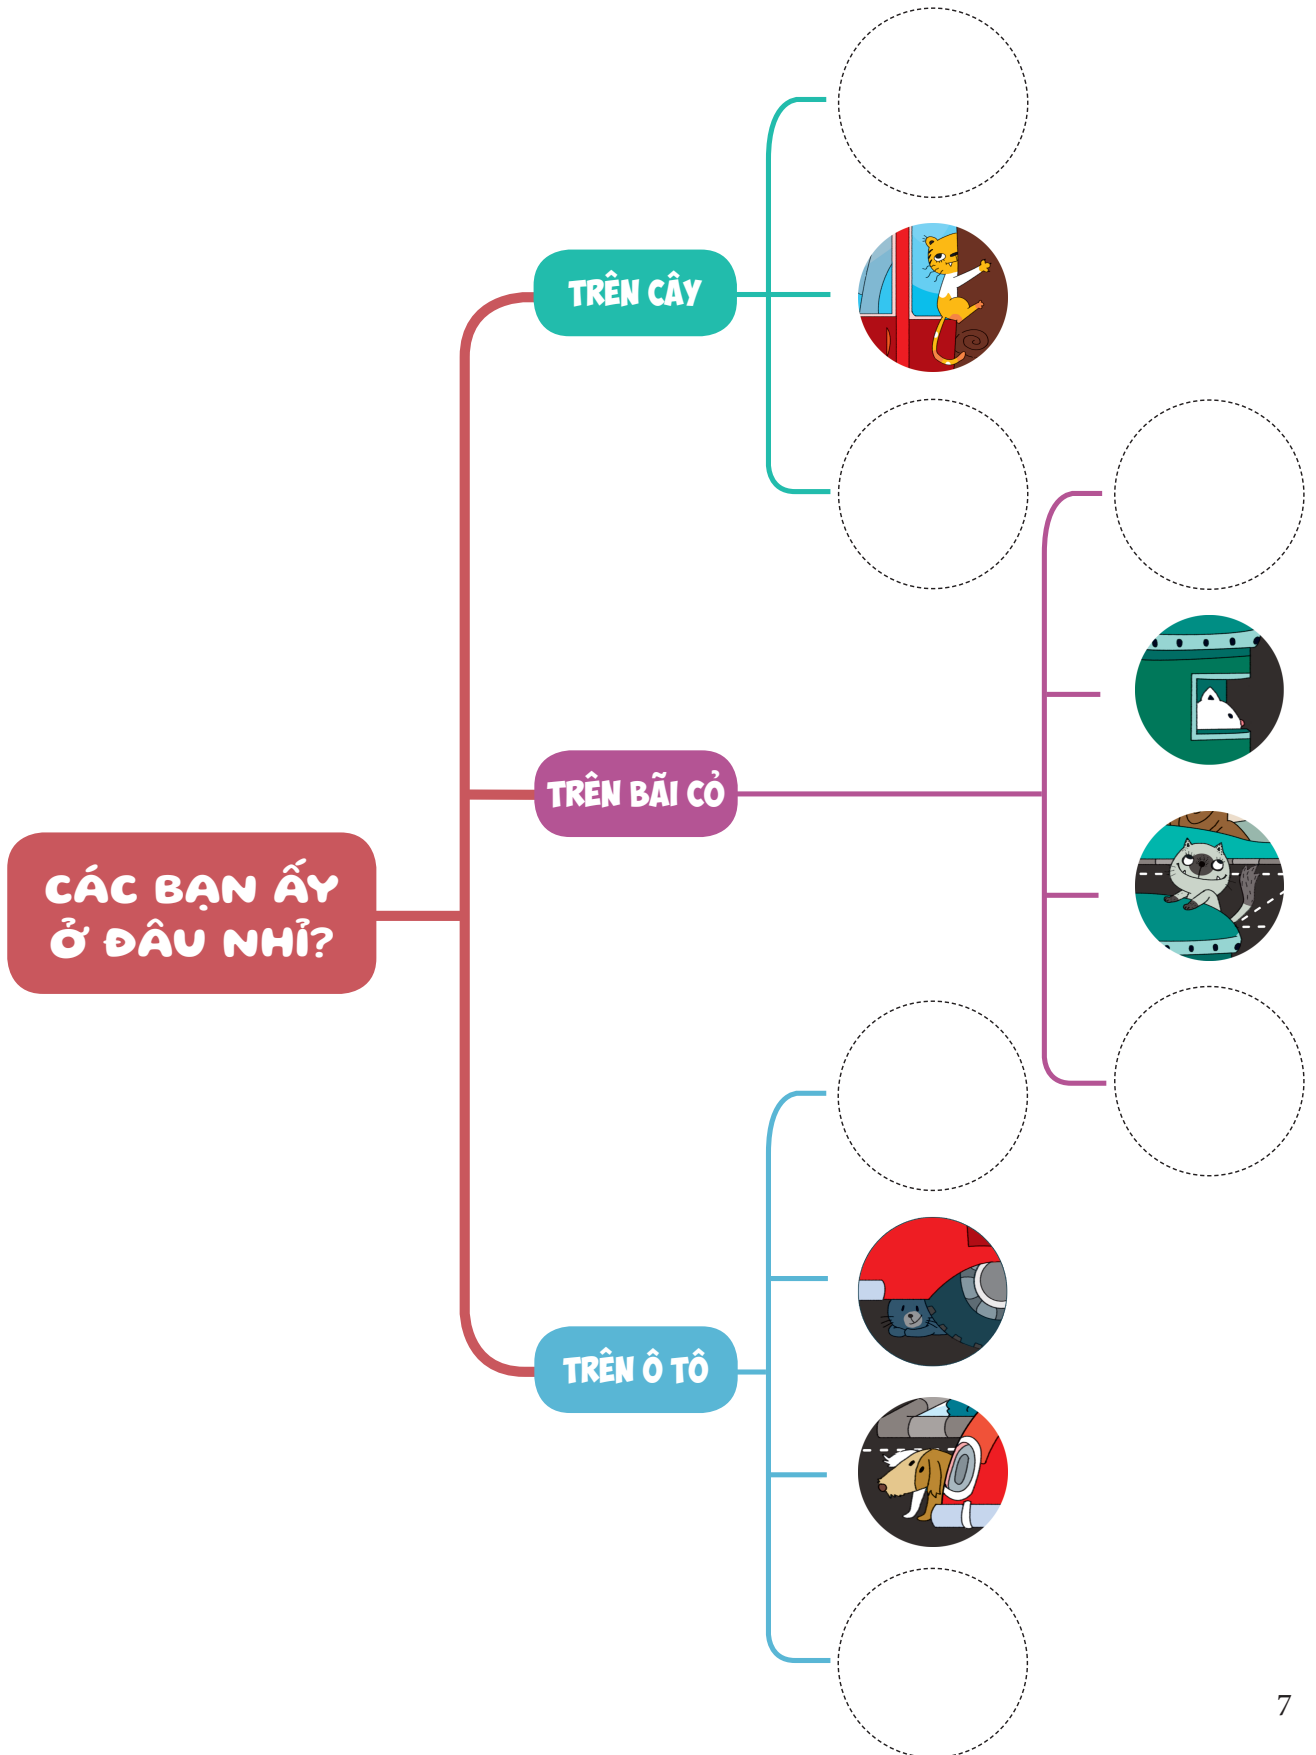 TRÊN CÂY
TRÊN BÃI CỎ
CÁC BẠN ẤY
Ở ĐÂU NHỈ?
TRÊN Ô TÔ
7